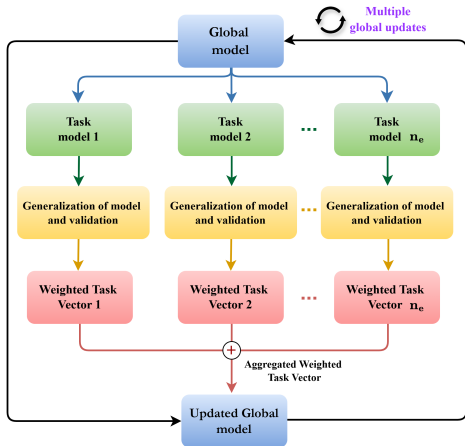 Multiple
global updates
Global
model
Task
model 1
Task
model 2
...
Task
model n_e
Generalization of model
and validation
Generalization of model
and validation
...
Generalization of model
and validation
Weighted Task
Vector 1
Weighted Task
Vector 2
...
Weighted Task
Vector n_e
+
Aggregated Weighted
Task Vector
Updated Global
model